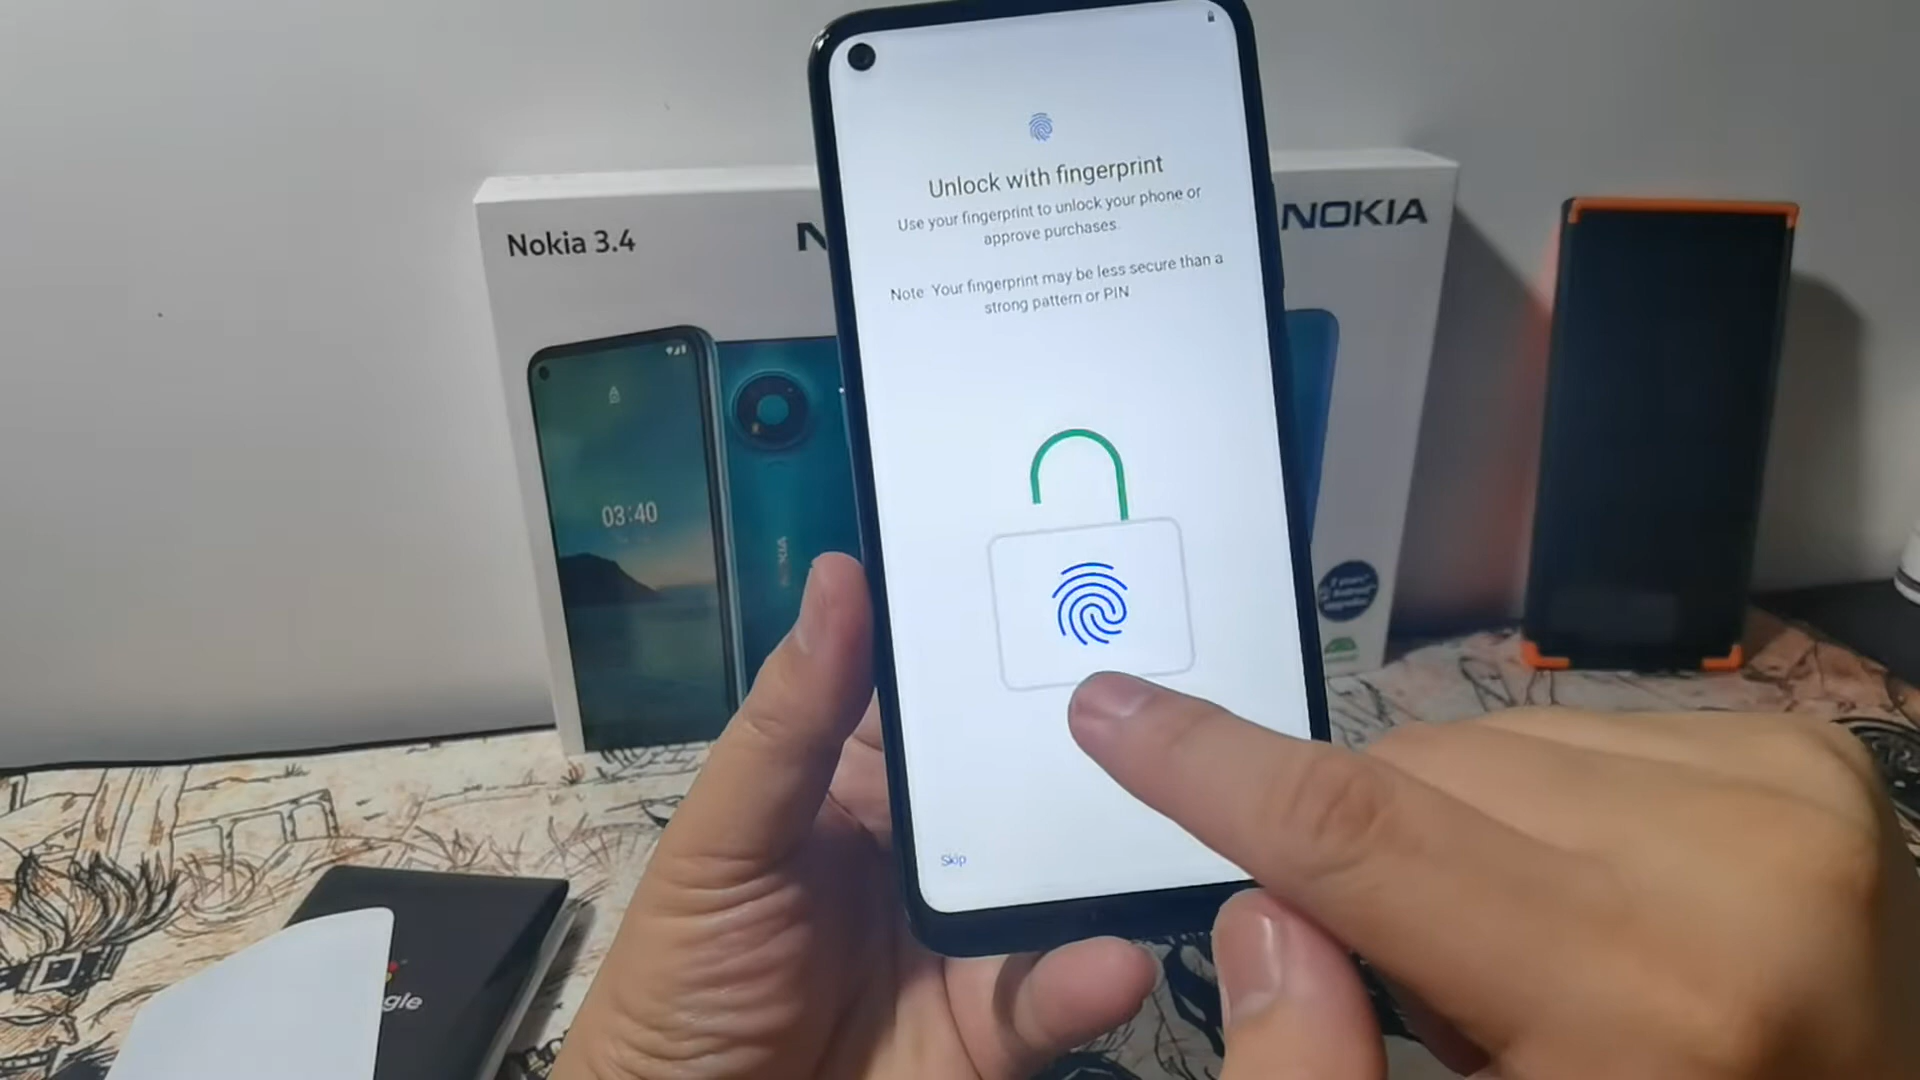 Unlock with fingerprint
Use your fingerprint to unlock your phone or
approve purchases.
Note: Your fingerprint may be less secure than a
strong pattern or PIN.
Skip
Nokia 3.4
N
NOKIA
03:40
NOKIA
gle